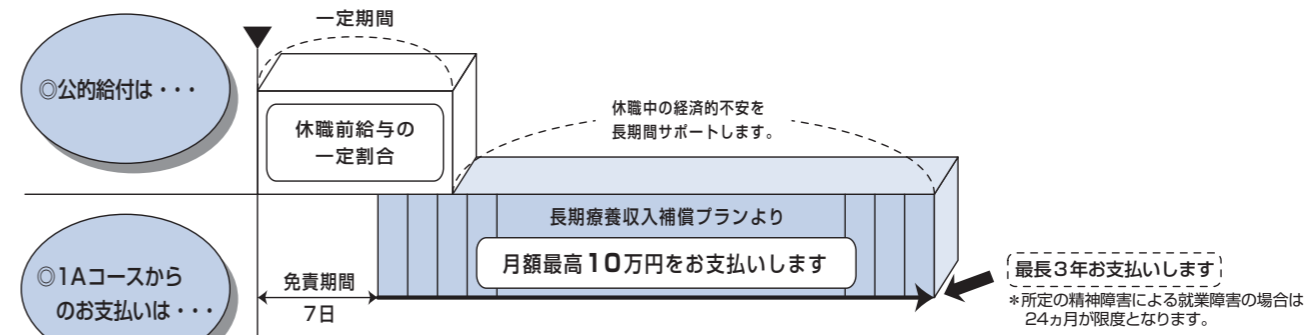 一定期間
◎公的給付は・・・
休職前給与の
一定割合
休職中の経済的不安を
長期間サポートします。
長期療養収入補償プランより
月額最高10万円をお支払いします
◎1Aコースから
のお支払いは・・・
免責期間
7日
最長3年お支払いします
*所定の精神障害による就業障害の場合は
24ヵ月が限度となります。